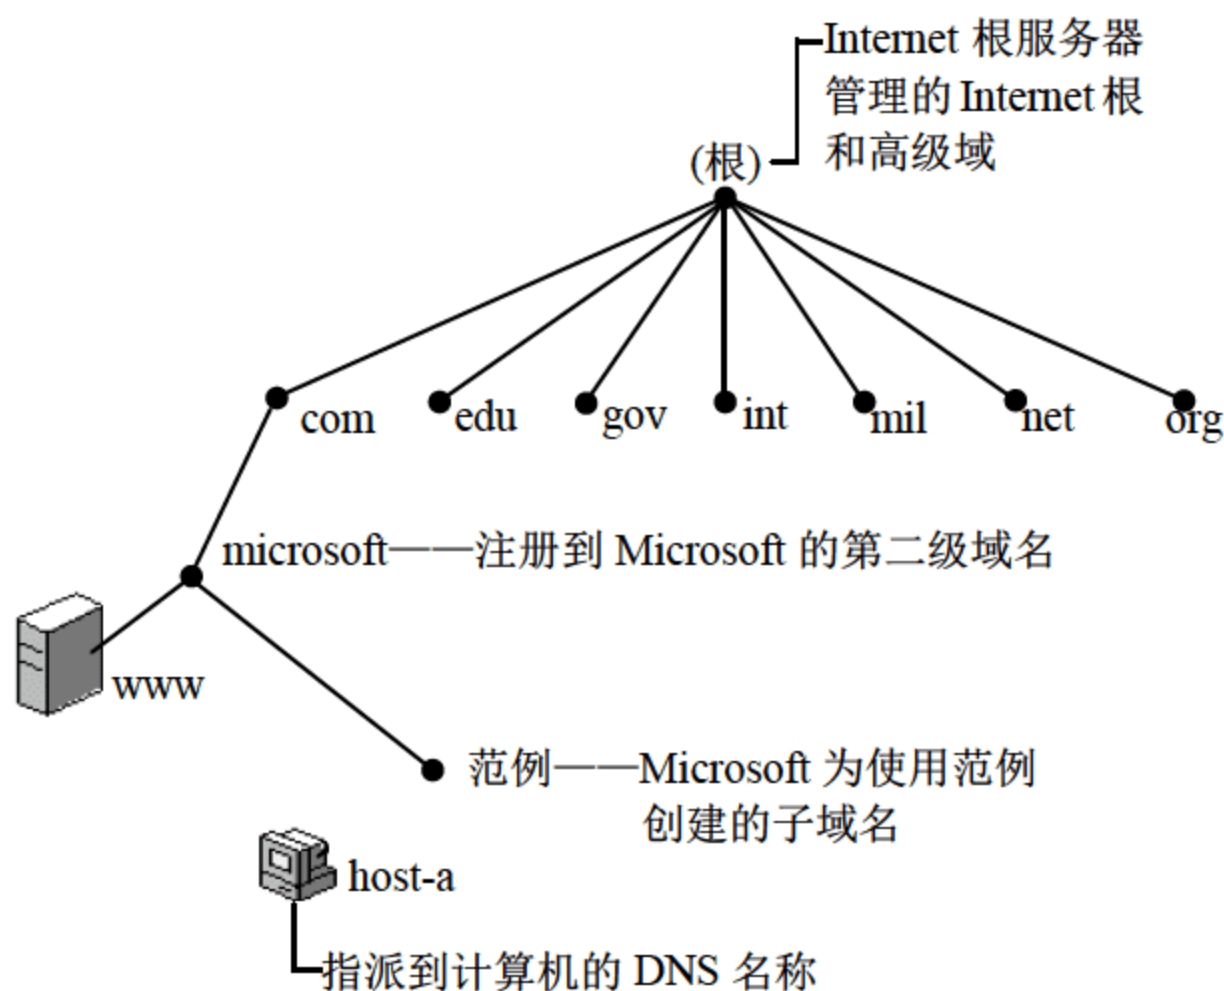 Internet 根服务器
管理的 Internet 根
和高级域
(根)
com
edu
gov
int
mil
net
org
microsoft——注册到 Microsoft 的第二级域名
www
范例——Microsoft 为使用范例
创建的子域名
host-a
指派到计算机的 DNS 名称